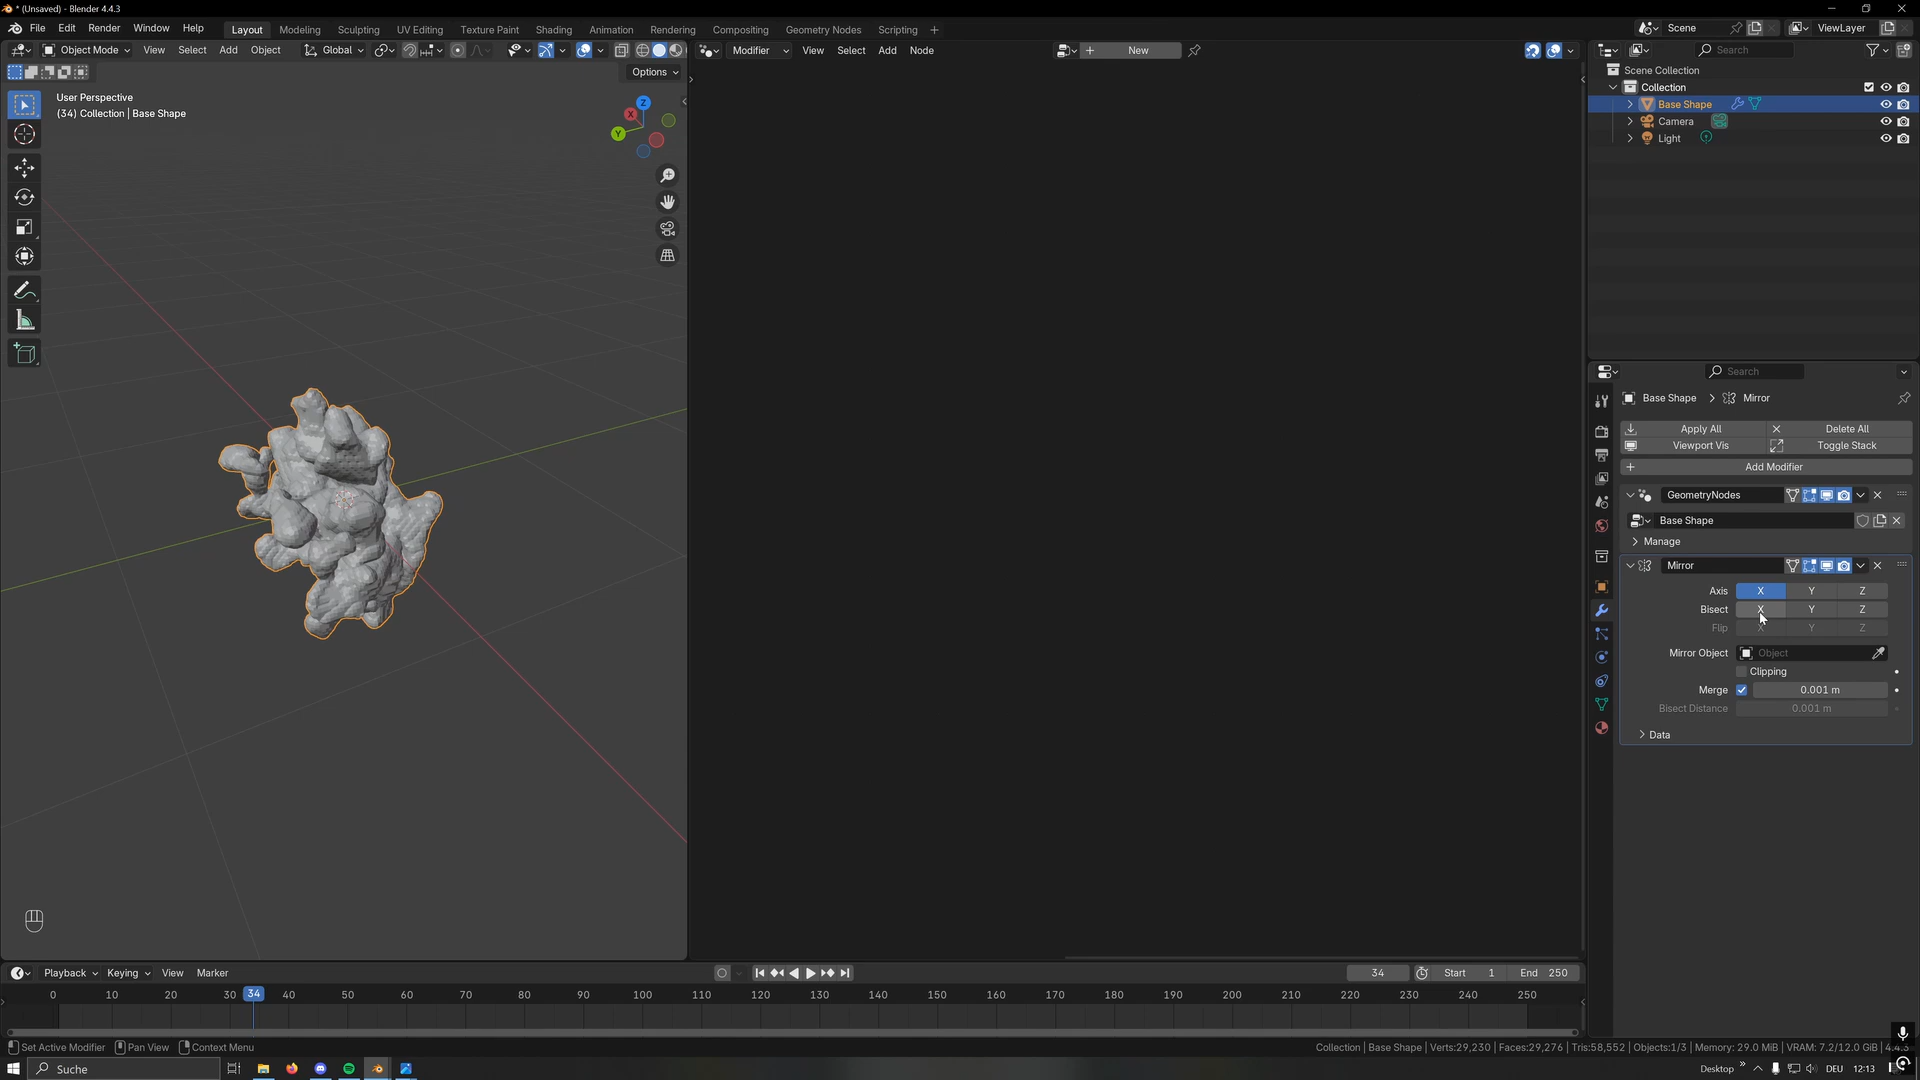 * (Unsaved) - Blender 4.4.3
File Edit Render Window Help Layout Modeling Sculpting UV Editing Texture Paint Shading Animation Rendering Compositing Geometry Nodes Scripting + Scene ViewLayer
Object Mode View Select Add Object Global Modifier View Select Add Node + New Search
Options
User Perspective
(34) Collection | Base Shape
Z
X
Y
Scene Collection
Collection
Base Shape
Camera
Light
Search
Base Shape > Mirror
Apply All Delete All
Viewport Vis Toggle Stack
Add Modifier
GeometryNodes
Base Shape
Manage
Mirror
Axis X Y Z
Bisect X Y Z
Flip X Y Z
Mirror Object Object
Clipping
Merge 0.001 m
Bisect Distance 0.001 m
Data
Playback Keying View Marker 34 Start 1 End 250
0 10 20 30 34 40 50 60 70 80 90 100 110 120 130 140 150 160 170 180 190 200 210 220 230 240 250
Set Active Modifier Pan View Context Menu Collection | Base Shape | Verts:29,230 | Faces:29,276 | Tris:58,552 | Objects:1/3 | Memory: 29.0 MiB | VRAM: 7.2/12.0 GiB | 4.4.3
Suche Desktop DEU 12:13